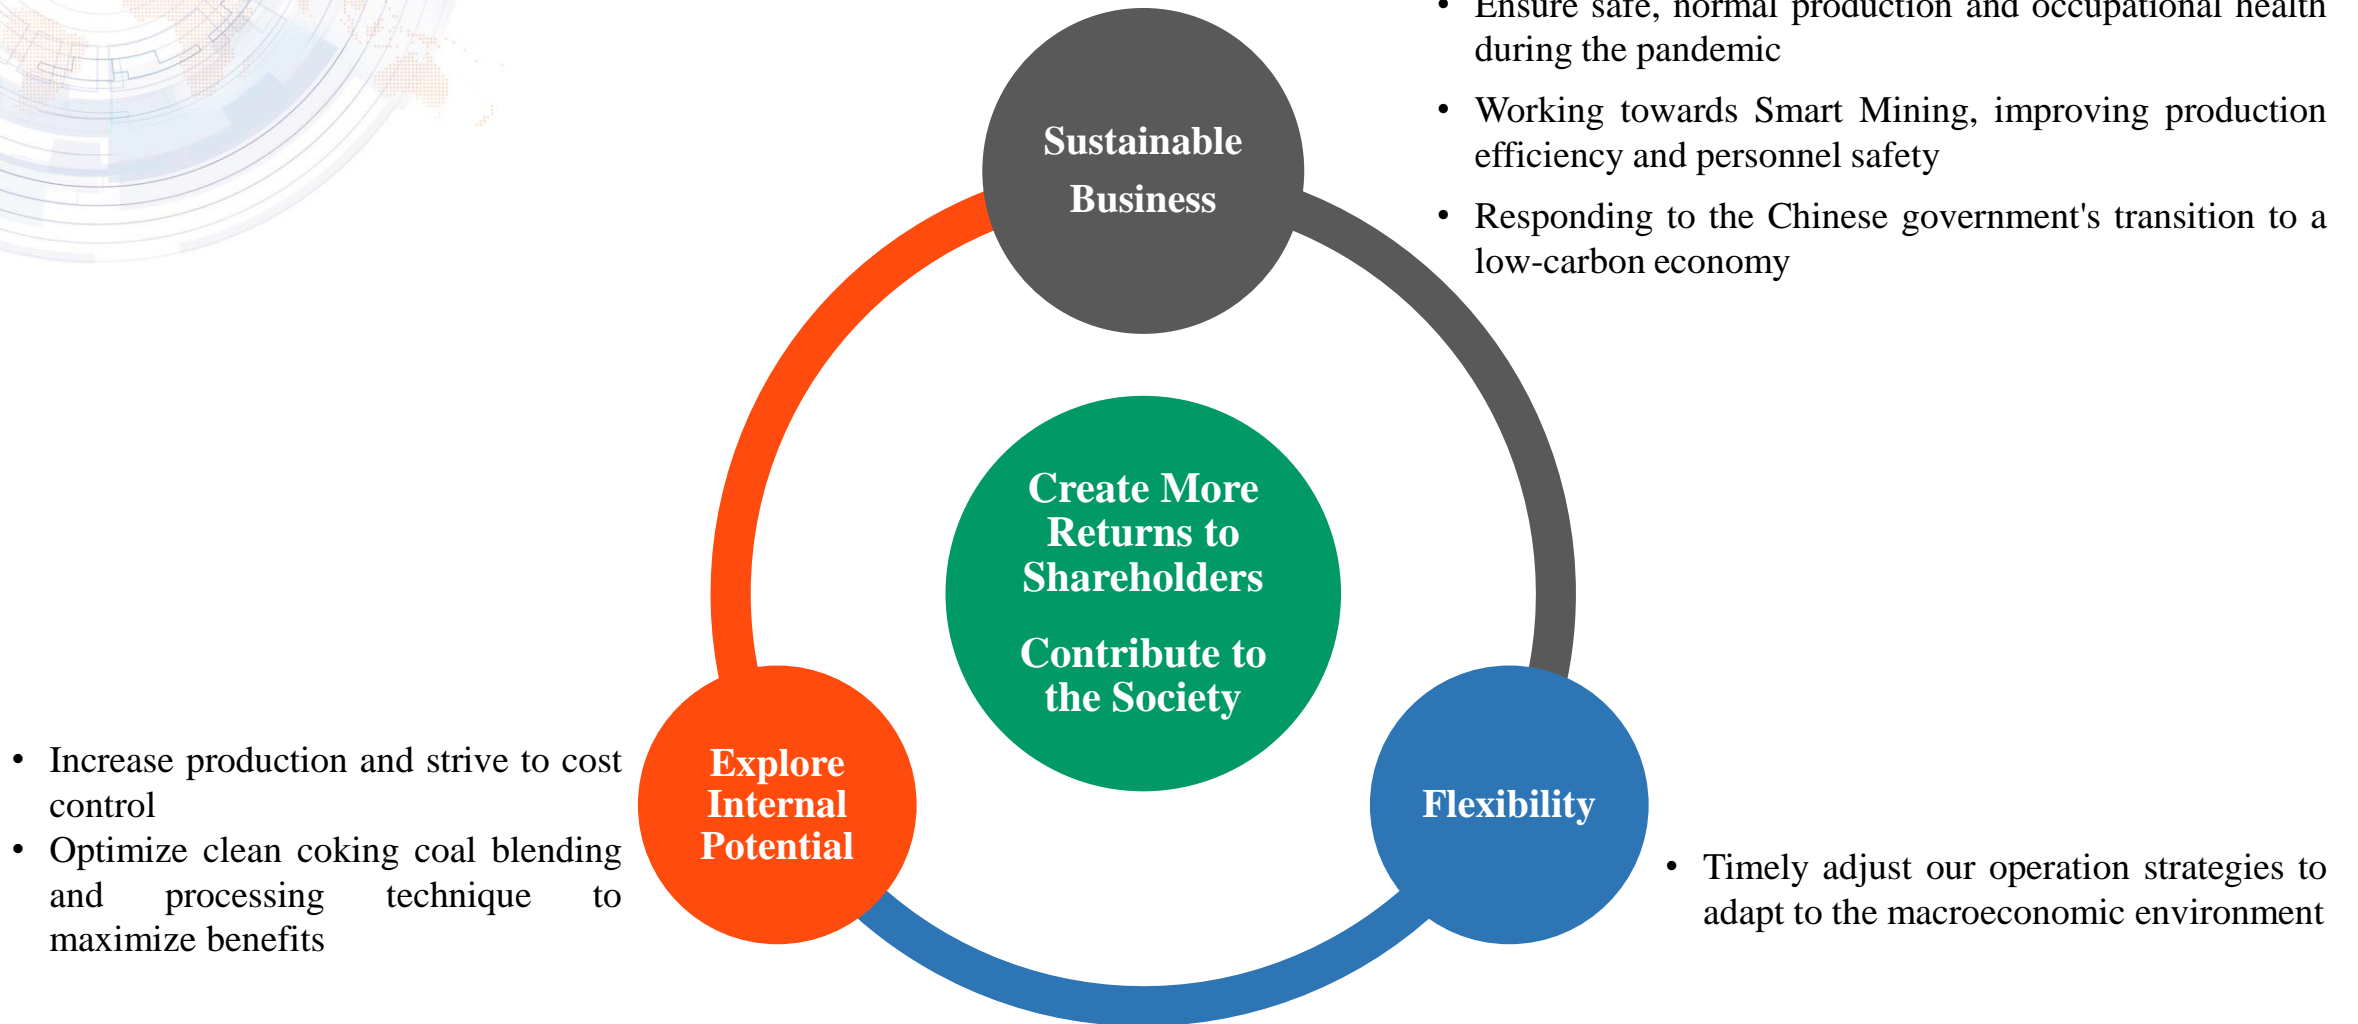 • Ensure safe, normal production and occupational health
during the pandemic
• Working towards Smart Mining, improving production
efficiency and personnel safety
• Responding to the Chinese government's transition to a
low-carbon economy
Sustainable
Business
Create More
Returns to
Shareholders
Contribute to
the Society
Explore
Internal
Potential
Flexibility
• Increase production and strive to cost
control
• Optimize clean coking coal blending
and processing technique to
maximize benefits
• Timely adjust our operation strategies to
adapt to the macroeconomic environment